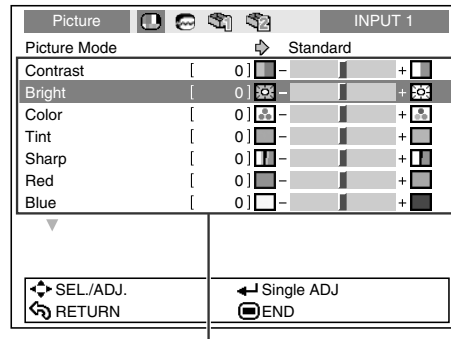 Picture INPUT 1
Picture Mode Standard
Contrast [ 0 ] - +
Bright [ 0 ] - +
Color [ 0 ] - +
Tint [ 0 ] - +
Sharp [ 0 ] - +
Red [ 0 ] - +
Blue [ 0 ] - +
SEL./ADJ. Single ADJ
RETURN END